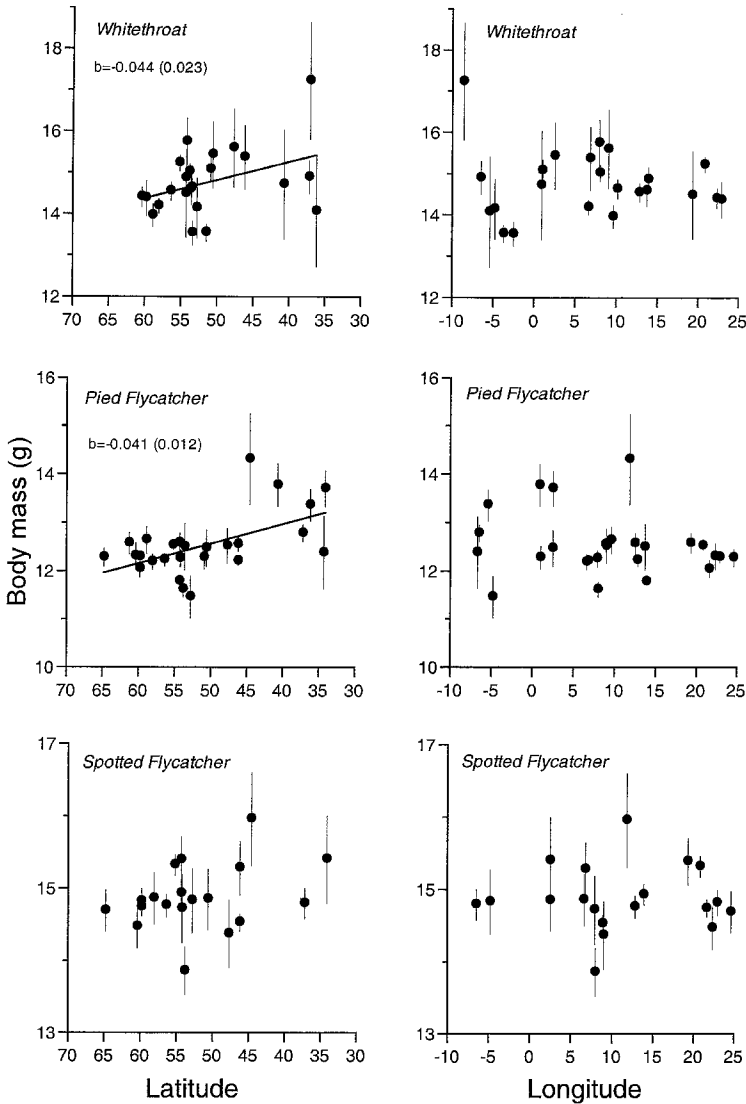 Whitethroat
b=-0.044 (0.023)
18
16
14
12
70 65 60 55 50 45 40 35 30
Whitethroat
18
16
14
12
-10 -5 0 5 10 15 20 25
Body mass (g)
Pied Flycatcher
b=-0.041 (0.012)
16
14
12
10
70 65 60 55 50 45 40 35 30
Pied Flycatcher
16
14
12
10
-10 -5 0 5 10 15 20 25
Spotted Flycatcher
17
15
13
70 65 60 55 50 45 40 35 30
Latitude
Spotted Flycatcher
17
15
13
-10 -5 0 5 10 15 20 25
Longitude